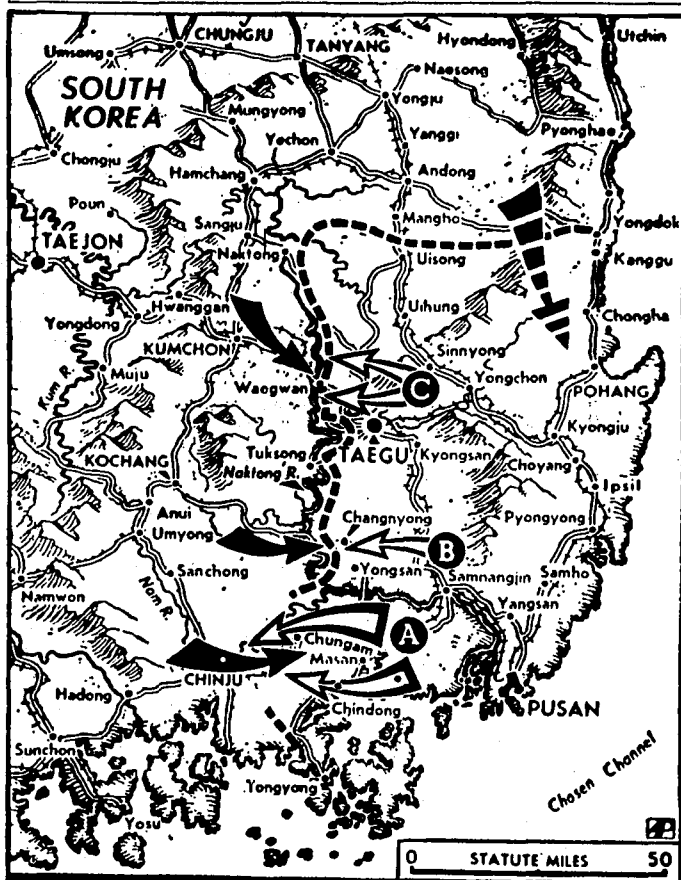 Utchin
CHUNGJU
Hyondong
Umsong
TANYANG
Naesong
SOUTH
KOREA
Mungyong
Yongju
Yechon
Yanggi
Pyonghae
Chongju
Hamchang
Andong
Poun
Sangju
Mangho
Yongdok
TAEJON
Naktong
Uisong
Kanggu
Hwanggan
Uihung
Chongha
Yongdong
KUMCHON
Sinnyong
Kum R.
Muju
Waegwan
C
Yongchon
POHANG
Kyongju
Tuksong
TAEGU
Kyongsan
KOCHANG
Naktong R.
Choyang
Ipsil
Anui
Changnyong
Pyongyong
Umyong
B
Nam R.
Sanchong
Yongsan
Samnangjin
Samho
Namwon
Yangsan
A
Chungam
Masan
CHINJU
Hadong
Chindong
PUSAN
Sunchon
Yongyong
Chosen Channel
Yosu
AP
0 STATUTE MILES 50